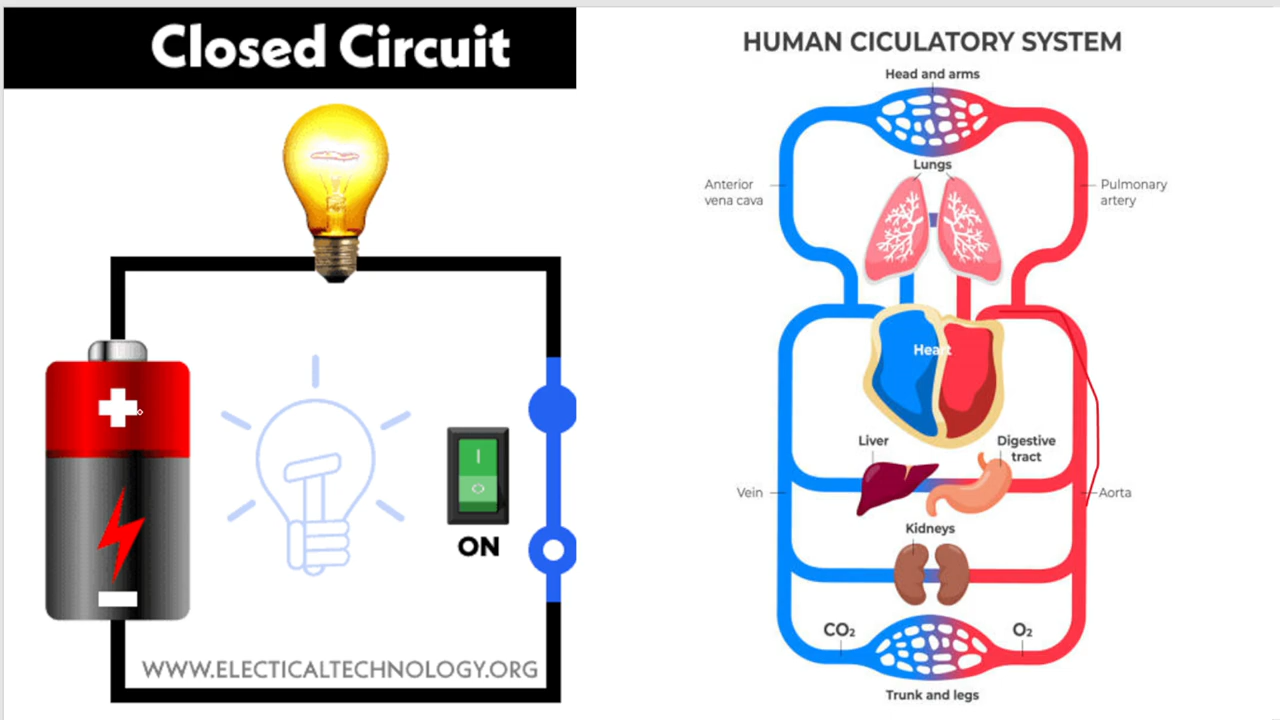 Closed Circuit
ON
WWW.ELECTICALTECHNOLOGY.ORG
HUMAN CICULATORY SYSTEM
Head and arms
Lungs
Anterior
vena cava
Pulmonary
artery
Heart
Liver
Digestive
tract
Vein
Aorta
Kidneys
CO₂
O₂
Trunk and legs